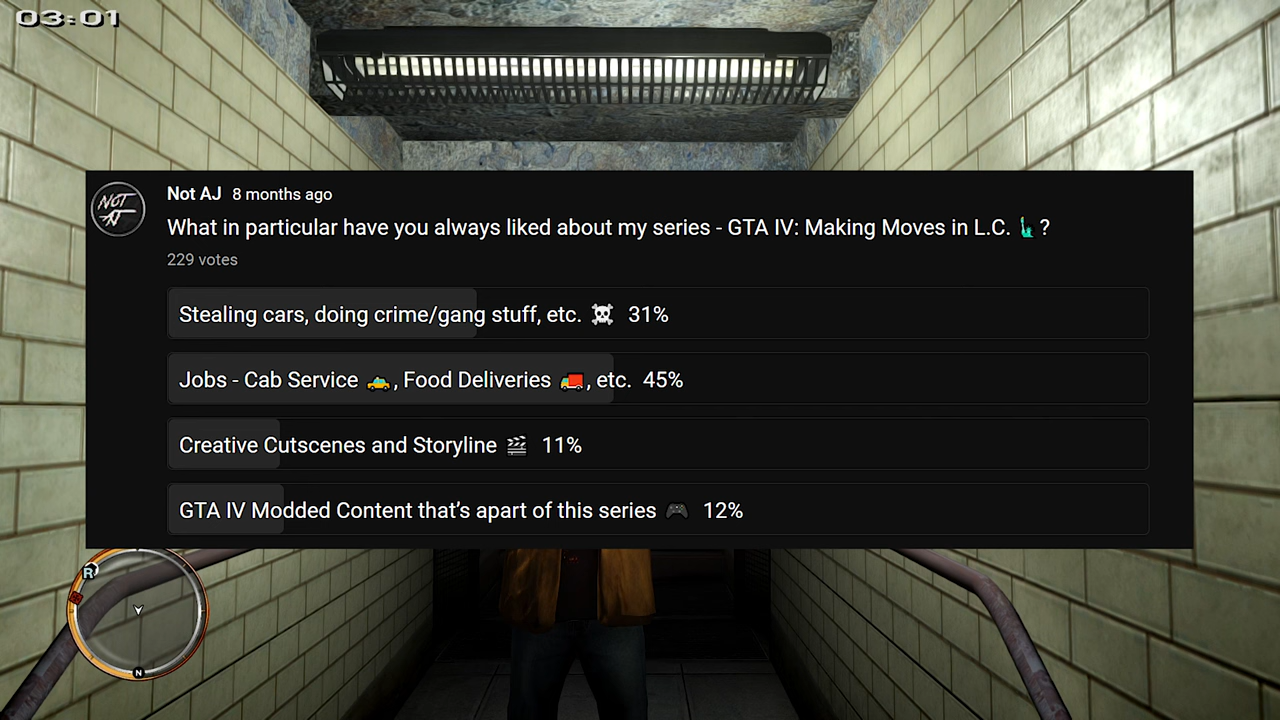 03:01
NOT AJ
Not AJ 8 months ago
What in particular have you always liked about my series - GTA IV: Making Moves in L.C. 🗽?
229 votes
Stealing cars, doing crime/gang stuff, etc. ☠️ 31%
Jobs - Cab Service 🚕, Food Deliveries 🚚, etc. 45%
Creative Cutscenes and Storyline 🎬 11%
GTA IV Modded Content that’s apart of this series 🎮 12%
R
N